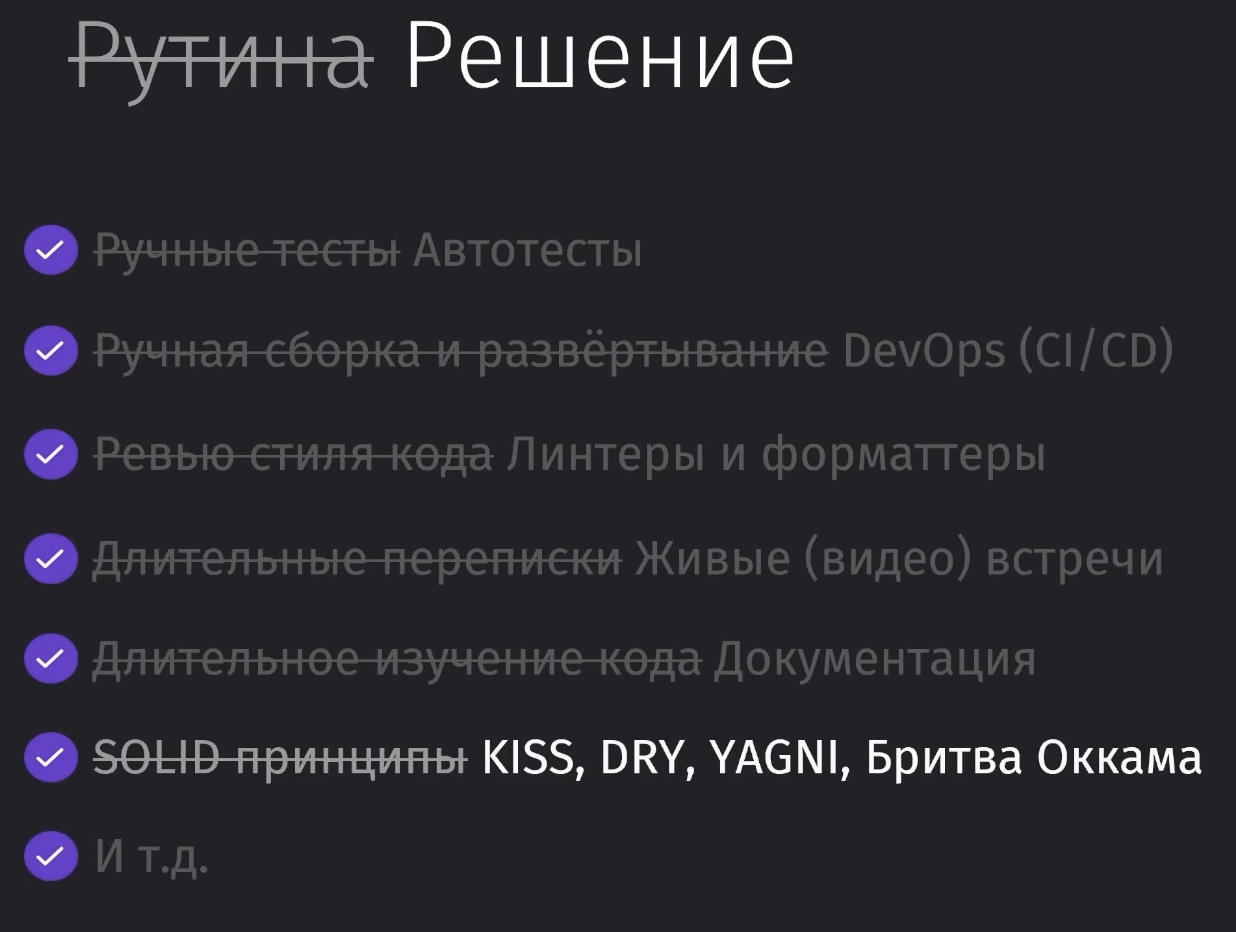 Рутина Решение
Ручные тесты Автотесты
Ручная сборка и развёртывание DevOps (CI/CD)
Ревью стиля кода Линтеры и форматтеры
Длительные переписки Живые (видео) встречи
Длительное изучение кода Документация
SOLID принципы KISS, DRY, YAGNI, Бритва Оккама
И т.д.